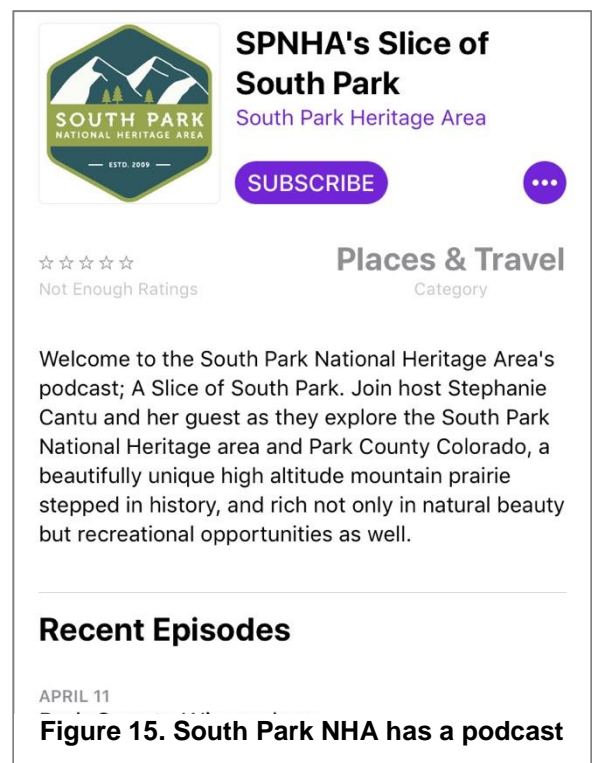 SPNHA's Slice of
South Park
South Park Heritage Area
SOUTH PARK
NATIONAL HERITAGE AREA
ESTD. 2009
SUBSCRIBE
☆☆☆☆☆
Not Enough Ratings
Places & Travel
Category
Welcome to the South Park National Heritage Area's
podcast; A Slice of South Park. Join host Stephanie
Cantu and her guest as they explore the South Park
National Heritage area and Park County Colorado, a
beautifully unique high altitude mountain prairie
stepped in history, and rich not only in natural beauty
but recreational opportunities as well.
Recent Episodes
APRIL 11
Figure 15. South Park NHA has a podcast